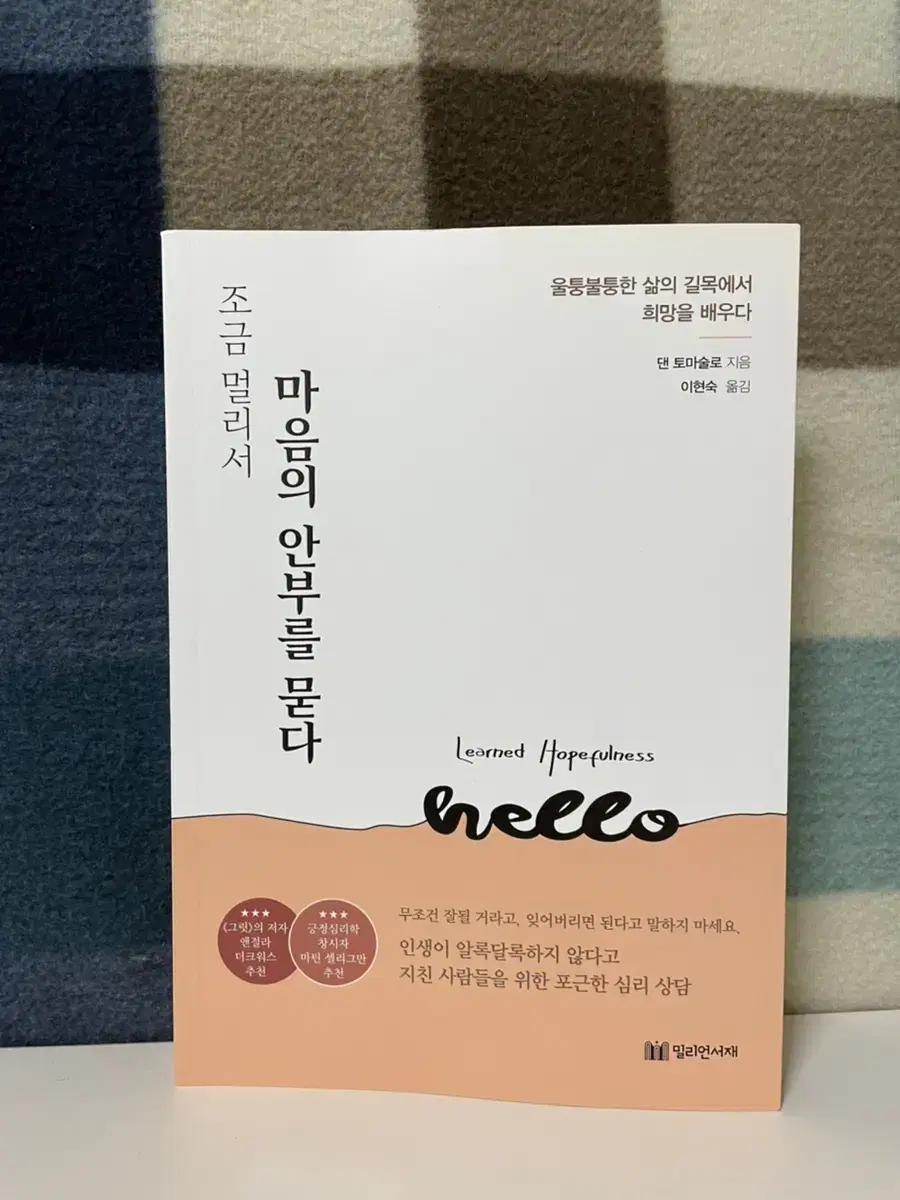 조금 멀리서
마음의 안부를 묻다
울퉁불퉁한 삶의 길목에서
희망을 배우다
댄 토마술로 지음
이현숙 옮김
Learned Hopefulness
hello
★★★
《그릿》의 저자
앤절라
더크워스
추천
★★★
긍정심리학
창시자
마틴 셀리그만
추천
무조건 잘될 거라고, 잊어버리면 된다고 말하지 마세요.
인생이 알록달록하지 않다고
지친 사람들을 위한 포근한 심리 상담
밀리언서재